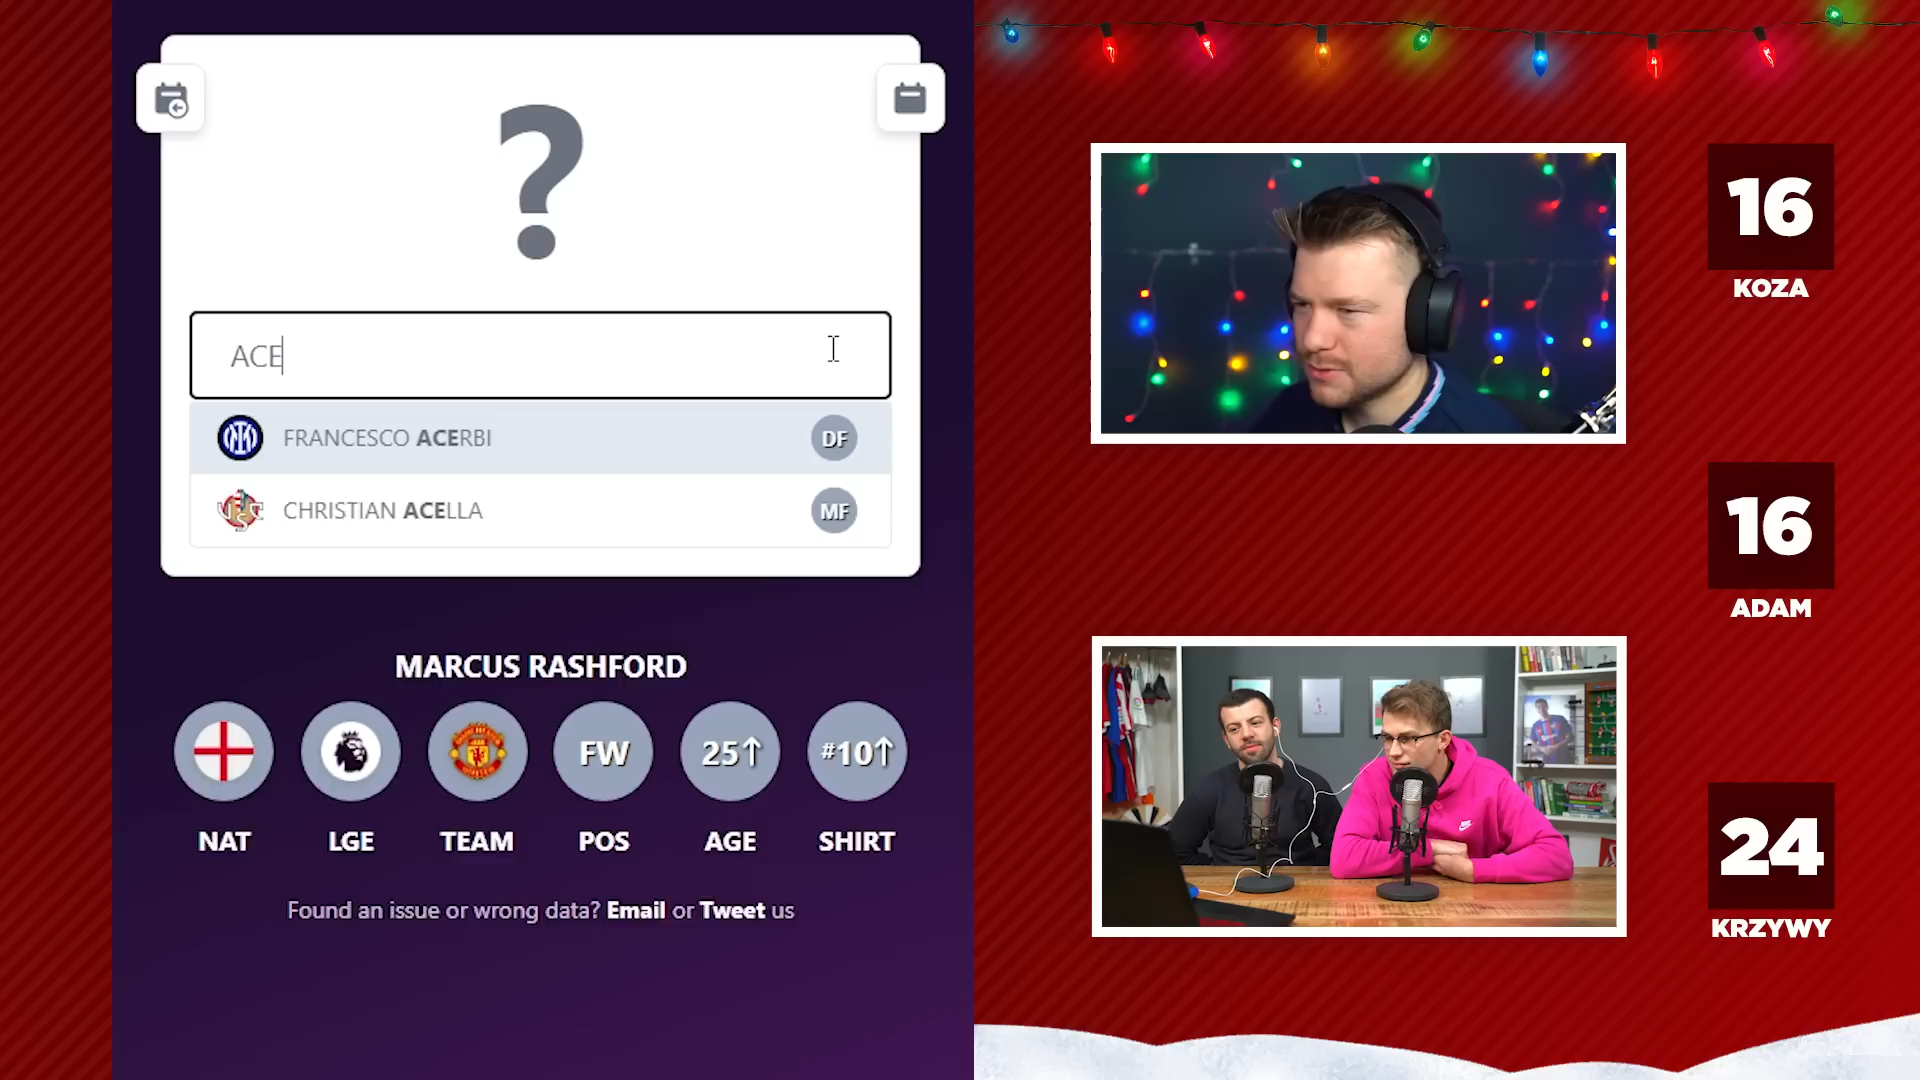 ?
ACE
FRANCESCO ACERBI
DF
CHRISTIAN ACELLA
MF
MARCUS RASHFORD
FW
25↑
#10↑
NAT
LGE
TEAM
POS
AGE
SHIRT
Found an issue or wrong data? Email or Tweet us
16
KOZA
16
ADAM
24
KRZYWY